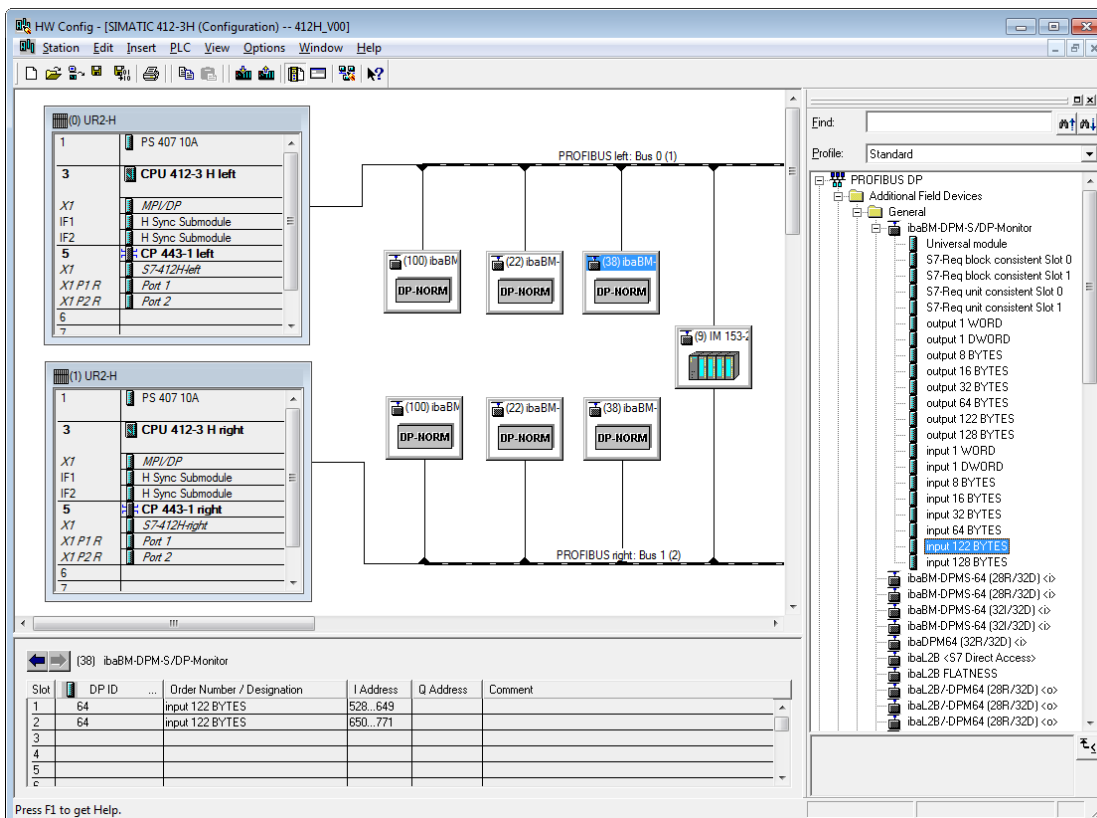 HW Config - [SIMATIC 412-3H (Configuration) -- 412H_V00]
Station Edit Insert PLC View Options Window Help
(0) UR2-H
1 PS 407 10A
3 CPU 412-3 H left
X1 MPI/DP
IF1 H Sync Submodule
IF2 H Sync Submodule
5 CP 443-1 left
X1 S7-412H-left
X1 P1 R Port 1
X1 P2 R Port 2
6
7
(1) UR2-H
1 PS 407 10A
3 CPU 412-3 H right
X1 MPI/DP
IF1 H Sync Submodule
IF2 H Sync Submodule
5 CP 443-1 right
X1 S7-412H-right
X1 P1 R Port 1
X1 P2 R Port 2
6
7
PROFIBUS left: Bus 0 (1)
(100) ibaBM (22) ibaBM- (38) ibaBM-
DP-NORM DP-NORM DP-NORM
(9) IM 153-2
(100) ibaBM (22) ibaBM- (38) ibaBM-
DP-NORM DP-NORM DP-NORM
PROFIBUS right: Bus 1 (2)
Find:
Profile: Standard
PROFIBUS DP
Additional Field Devices
General
ibaBM-DPM-S/DP-Monitor
Universal module
S7-Req block consistent Slot 0
S7-Req block consistent Slot 1
S7-Req unit consistent Slot 0
S7-Req unit consistent Slot 1
output 1 WORD
output 1 DWORD
output 8 BYTES
output 16 BYTES
output 32 BYTES
output 64 BYTES
output 122 BYTES
output 128 BYTES
input 1 WORD
input 1 DWORD
input 8 BYTES
input 16 BYTES
input 32 BYTES
input 64 BYTES
input 122 BYTES
input 128 BYTES
ibaBM-DPMS-64 (28R/32D) <i>
ibaBM-DPMS-64 (28R/32D) <i>
ibaBM-DPMS-64 (32I/32D) <i>
ibaBM-DPMS-64 (32I/32D) <i>
ibaDPM64 (32R/32D) <i>
ibaL2B <S7 Direct Access>
ibaL2B FLATNESS
ibaL2B/-DPM64 (28R/32D) <o>
ibaL2B/-DPM64 (28R/32D) <o>
ibaL2B/-DPM64 (28R/32D) <o>
(38) ibaBM-DPM-S/DP-Monitor
Slot DP ID ... Order Number / Designation I Address Q Address Comment
1 64 input 122 BYTES 528...649
2 64 input 122 BYTES 650...771
3
4
5
6
Press F1 to get Help.